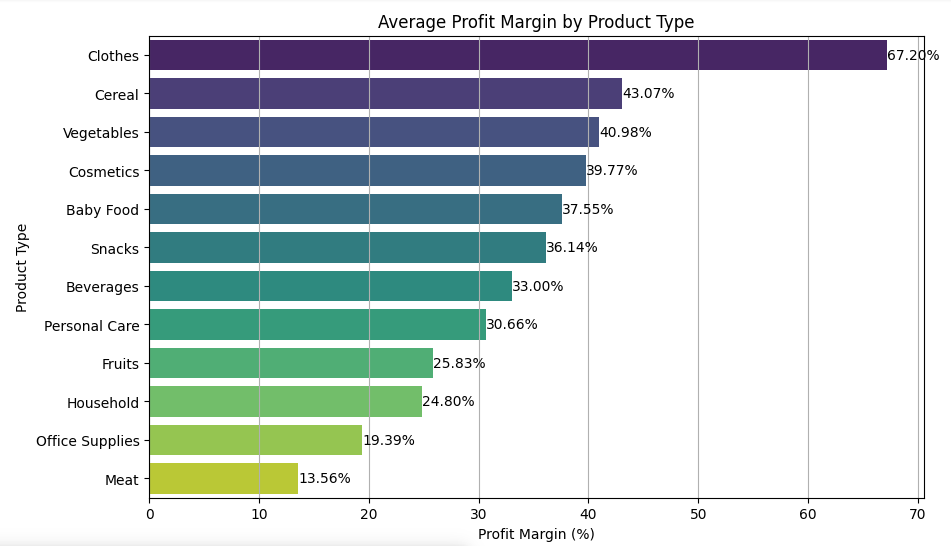 Average Profit Margin by Product Type
Clothes 67.20%
Cereal 43.07%
Vegetables 40.98%
Cosmetics 39.77%
Baby Food 37.55%
Snacks 36.14%
Beverages 33.00%
Personal Care 30.66%
Fruits 25.83%
Household 24.80%
Office Supplies 19.39%
Meat 13.56%
Product Type
0 10 20 30 40 50 60 70
Profit Margin (%)